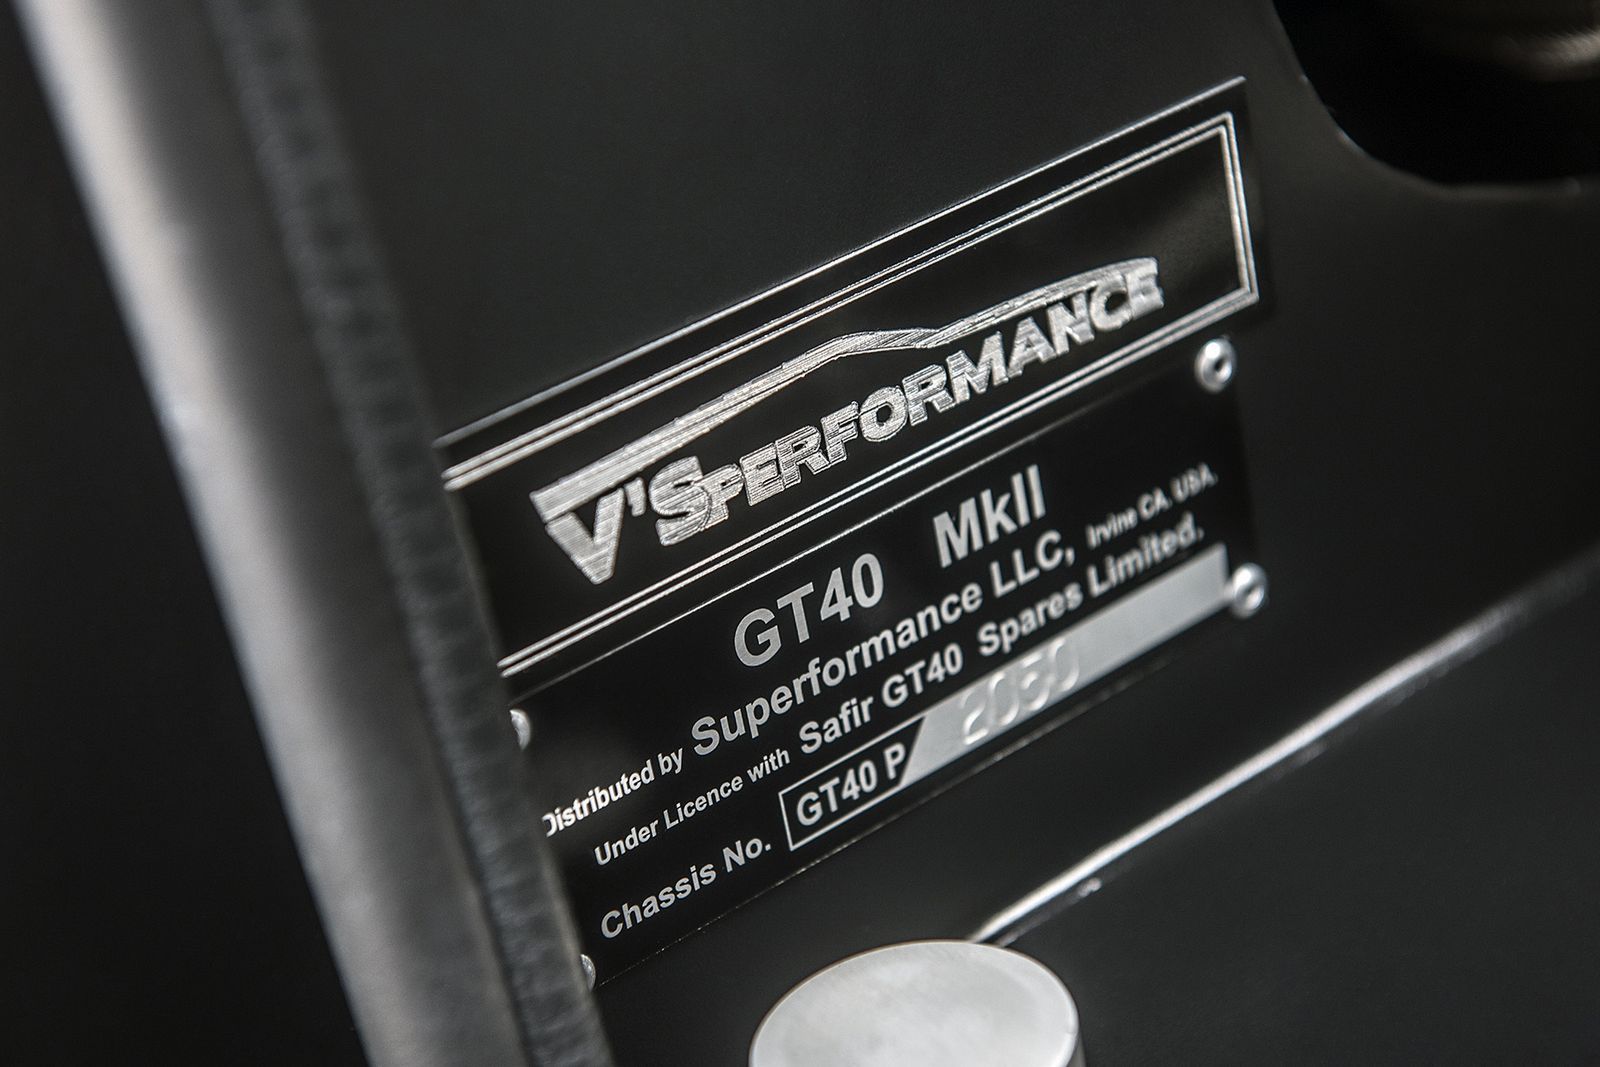 V'SPERFORMANCE
GT40 MkII
Distributed by Superformance LLC, Irvine CA. USA.
Under Licence with Safir GT40 Spares Limited.
Chassis No. GT40 P